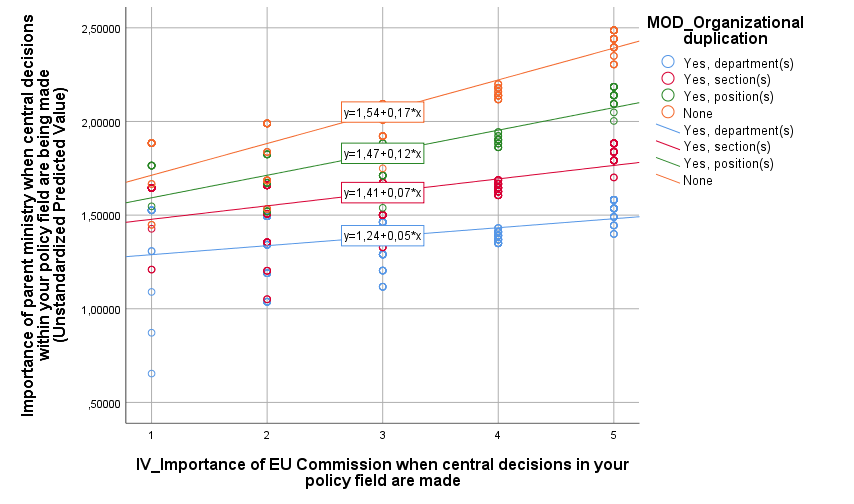 Importance of parent ministry when central decisions
within your policy field are being made
(Unstandardized Predicted Value)
2,50000
2,00000
1,50000
1,00000
,50000
y=1,54+0,17*x
y=1,47+0,12*x
y=1,41+0,07*x
y=1,24+0,05*x
1
2
3
4
5
IV_Importance of EU Commission when central decisions in your
policy field are made
MOD_Organizational
duplication
Yes, department(s)
Yes, section(s)
Yes, position(s)
None
Yes, department(s)
Yes, section(s)
Yes, position(s)
None